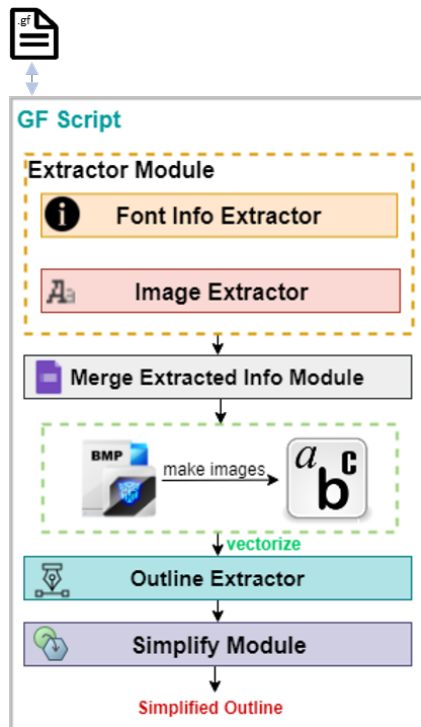 .gf
GF Script
Extractor Module
Font Info Extractor
Image Extractor
Merge Extracted Info Module
BMP
make images
a b c
vectorize
Outline Extractor
Simplify Module
Simplified Outline